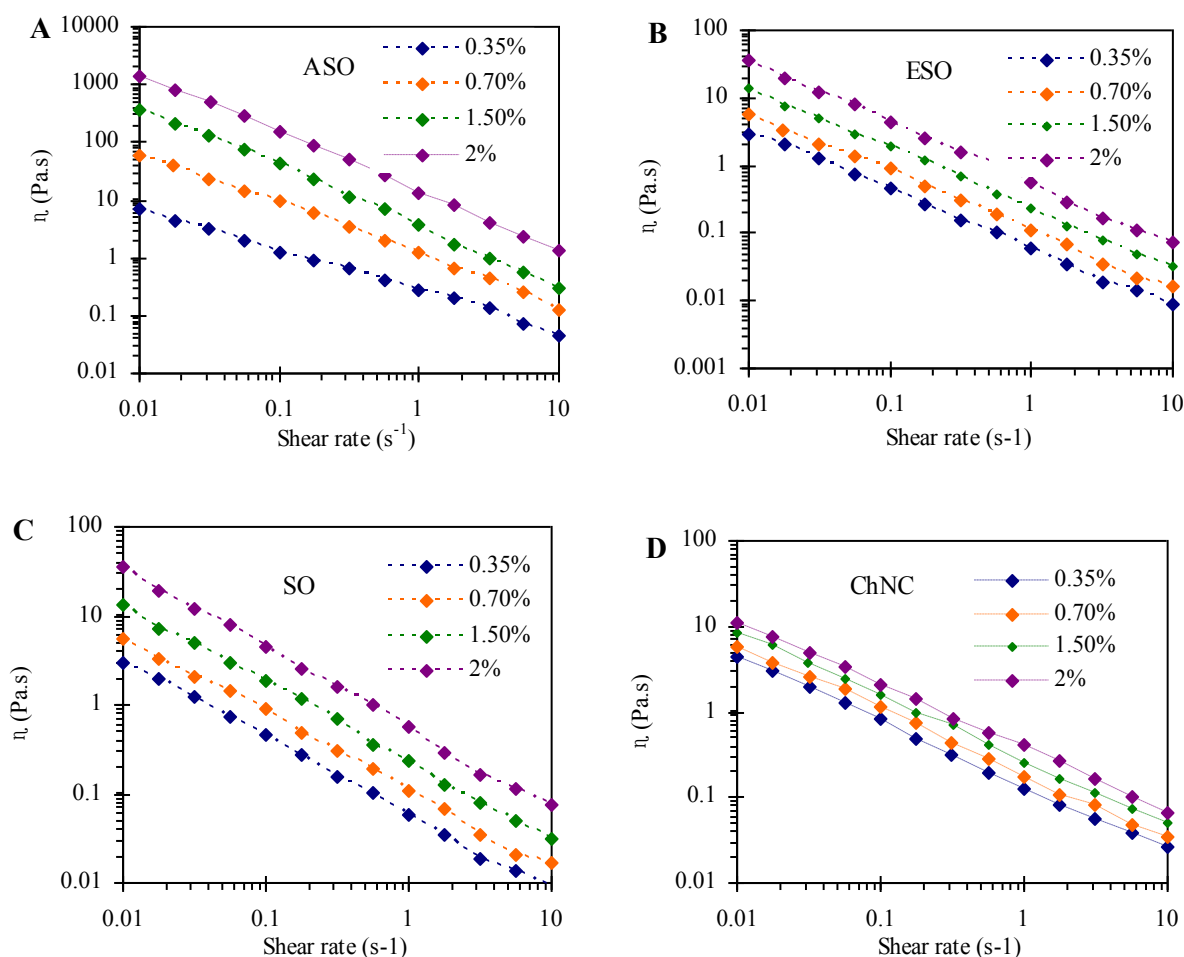 A
ASO
0.35%
0.70%
1.50%
2%
10000
1000
100
10
1
0.1
0.01
η (Pa.s)
0.01 0.1 1 10
Shear rate (s-1)
B
ESO
0.35%
0.70%
1.50%
2%
100
10
1
0.1
0.01
0.001
η (Pa.s)
0.01 0.1 1 10
Shear rate (s-1)
C
SO
0.35%
0.70%
1.50%
2%
100
10
1
0.1
0.01
η (Pa.s)
0.01 0.1 1 10
Shear rate (s-1)
D
ChNC
0.35%
0.70%
1.50%
2%
100
10
1
0.1
0.01
η (Pa.s)
0.01 0.1 1 10
Shear rate (s-1)